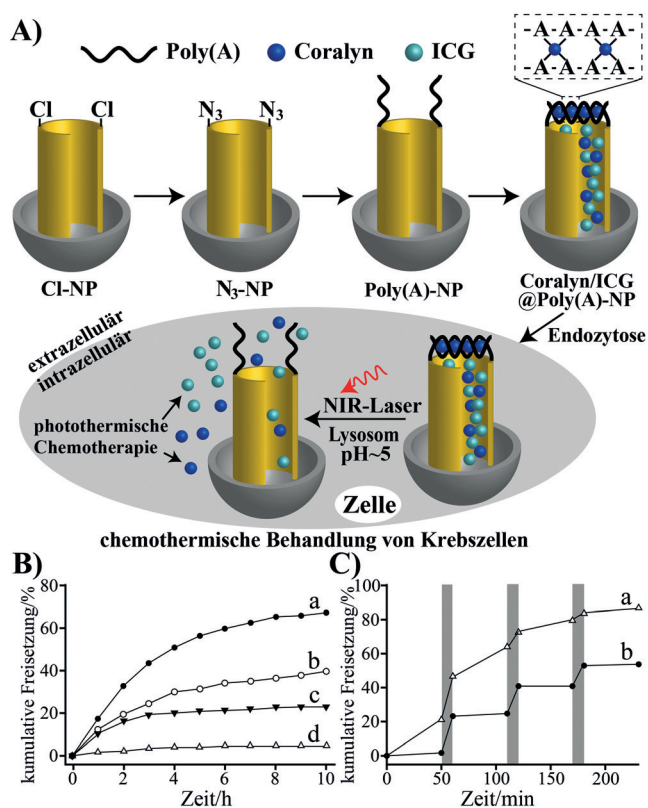 A)
Poly(A) Coralyn ICG
-A-A-A-A-
-A-A-A-A-
Cl Cl
N₃ N₃
Cl-NP
N₃-NP
Poly(A)-NP
Coralyn/ICG
@Poly(A)-NP
Endozytose
extrazellulär
intrazellulär
NIR-Laser
Lysosom
pH~5
photothermische
Chemotherapie
Zelle
chemothermische Behandlung von Krebszellen
B)
kumulative Freisetzung/%
80
60
40
20
0
a
b
c
d
0 2 4 6 8 10
Zeit/h
C)
kumulative Freisetzung/%
100
80
60
40
20
0
a
b
0 50 100 150 200
Zeit/min